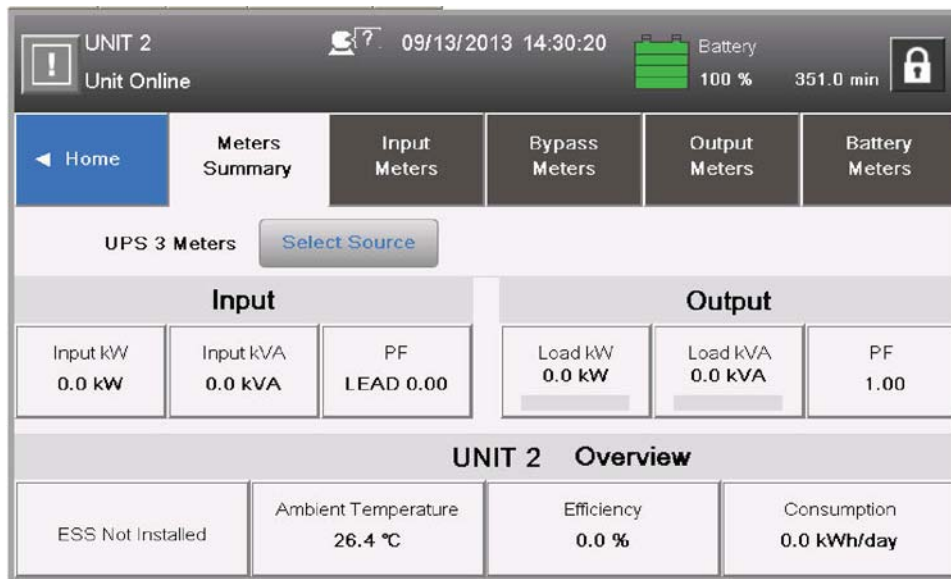 UNIT 2
Unit Online
?
09/13/2013 14:30:20
Battery
100 %
351.0 min
!
◄ Home
Meters
Summary
Input
Meters
Bypass
Meters
Output
Meters
Battery
Meters
UPS 3 Meters
Select Source
Input
Output
Input kW
0.0 kW
Input kVA
0.0 kVA
PF
LEAD 0.00
Load kW
0.0 kW
Load kVA
0.0 kVA
PF
1.00
UNIT 2 Overview
ESS Not Installed
Ambient Temperature
26.4 °C
Efficiency
0.0 %
Consumption
0.0 kWh/day